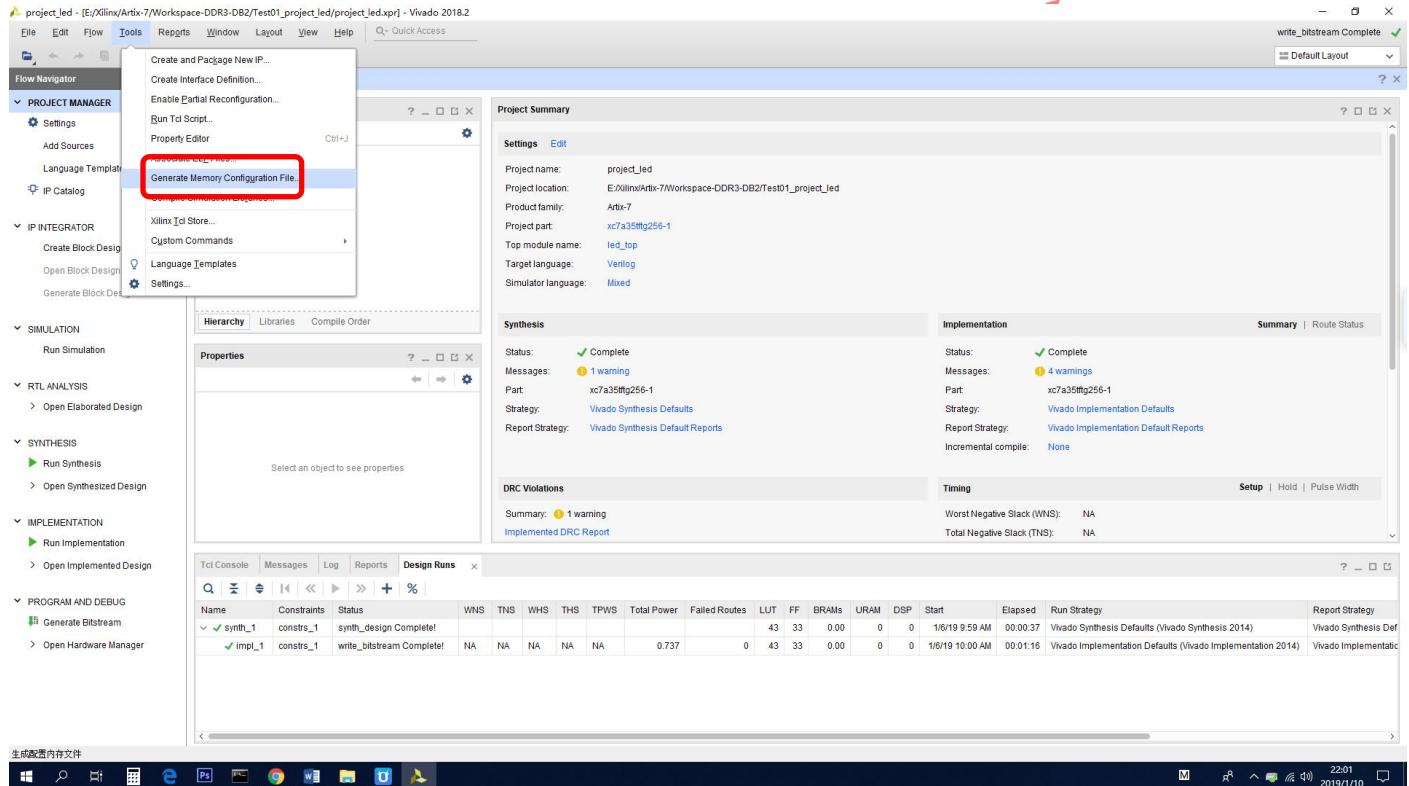 project_led - [E:/Xilinx/Artix-7/Workspace-DDR3-DB2/Test01_project_led/project_led.xpr] - Vivado 2018.2
File Edit Flow Tools Reports Window Layout View Help Q- Quick Access
write_bitstream Complete
Default Layout
Flow Navigator
PROJECT MANAGER
Settings
Add Sources
Language Template
IP Catalog
IP INTEGRATOR
Create Block Desig
Open Block Design
Generate Block Des
SIMULATION
Run Simulation
RTL ANALYSIS
Open Elaborated Design
SYNTHESIS
Run Synthesis
Open Synthesized Design
IMPLEMENTATION
Run Implementation
Open Implemented Design
PROGRAM AND DEBUG
Generate Bitstream
Open Hardware Manager
Create and Package New IP...
Create Interface Definition...
Enable Partial Reconfiguration...
Run Tcl Script...
Property Editor Ctrl+J
Associate ELF Files...
Generate Memory Configuration File...
Compile Simulation Libraries...
Xilinx Tcl Store...
Custom Commands
Language Templates
Settings...
Hierarchy Libraries Compile Order
Properties
Select an object to see properties
Project Summary
Settings Edit
Project name: project_led
Project location: E:/Xilinx/Artix-7/Workspace-DDR3-DB2/Test01_project_led
Product family: Artix-7
Project part: xc7a35tftg256-1
Top module name: led_top
Target language: Verilog
Simulator language: Mixed
Synthesis
Status: Complete
Messages: 1 warning
Part: xc7a35tftg256-1
Strategy: Vivado Synthesis Defaults
Report Strategy: Vivado Synthesis Default Reports
Implementation Summary | Route Status
Status: Complete
Messages: 4 warnings
Part: xc7a35tftg256-1
Strategy: Vivado Implementation Defaults
Report Strategy: Vivado Implementation Default Reports
Incremental compile: None
DRC Violations
Summary: 1 warning
Implemented DRC Report
Timing Setup | Hold | Pulse Width
Worst Negative Slack (WNS): NA
Total Negative Slack (TNS): NA
Tcl Console Messages Log Reports Design Runs
Name Constraints Status WNS TNS WHS THS TPWS Total Power Failed Routes LUT FF BRAMs URAM DSP Start Elapsed Run Strategy Report Strategy
synth_1 constrs_1 synth_design Complete! 43 33 0.00 0 0 1/6/19 9:59 AM 00:00:37 Vivado Synthesis Defaults (Vivado Synthesis 2014) Vivado Synthesis Def
impl_1 constrs_1 write_bitstream Complete! NA NA NA NA NA 0.737 0 43 33 0.00 0 0 1/6/19 10:00 AM 00:01:16 Vivado Implementation Defaults (Vivado Implementation 2014) Vivado Implementatic
生成配置内存文件
22:01
2019/1/10